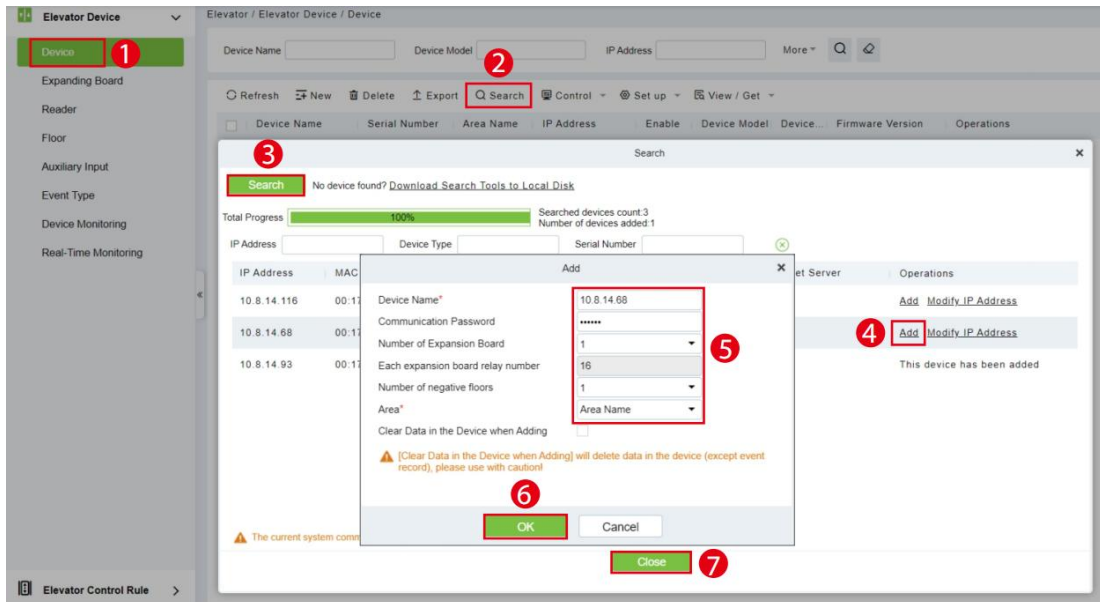 Elevator Device
Elevator / Elevator Device / Device
Device
1
Device Name
Device Model
IP Address
More
2
Expanding Board
Reader
Floor
Auxiliary Input
Event Type
Device Monitoring
Real-Time Monitoring
Refresh New Delete Export Search Control Set up View / Get
Device Name Serial Number Area Name IP Address Enable Device Model Device... Firmware Version Operations
Search
3
Search No device found? Download Search Tools to Local Disk
Total Progress 100% Searched devices count:3
Number of devices added:1
IP Address Device Type Serial Number
IP Address MAC et Server Operations
10.8.14.116 00:17 Add Modify IP Address
10.8.14.68 00:17 4 Add Modify IP Address
10.8.14.93 00:17 This device has been added
Add
Device Name* 10.8.14.68
Communication Password ••••••
Number of Expansion Board 1
5
Each expansion board relay number 16
Number of negative floors 1
Area* Area Name
Clear Data in the Device when Adding
[Clear Data in the Device when Adding] will delete data in the device (except event
record), please use with caution!
6
OK Cancel
The current system comm
Close 7
Elevator Control Rule